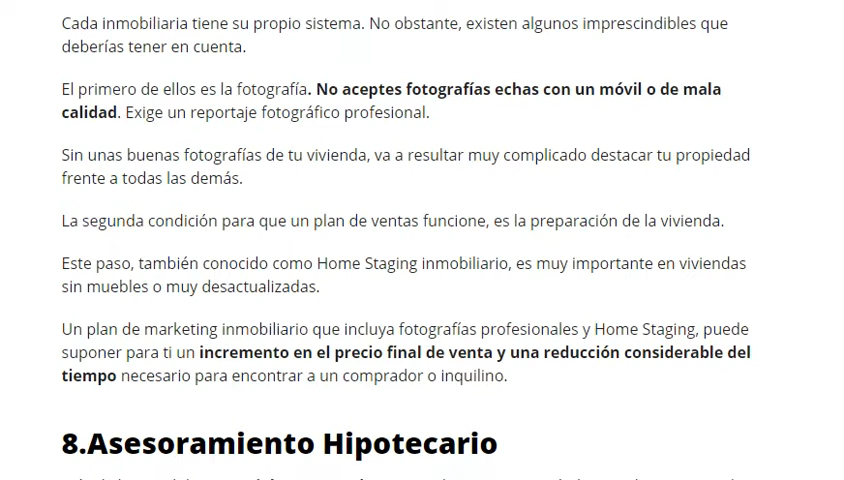 Cada inmobiliaria tiene su propio sistema. No obstante, existen algunos imprescindibles que
deberías tener en cuenta.
El primero de ellos es la fotografía. No aceptes fotografías echas con un móvil o de mala
calidad. Exige un reportaje fotográfico profesional.
Sin unas buenas fotografías de tu vivienda, va a resultar muy complicado destacar tu propiedad
frente a todas las demás.
La segunda condición para que un plan de ventas funcione, es la preparación de la vivienda.
Este paso, también conocido como Home Staging inmobiliario, es muy importante en viviendas
sin muebles o muy desactualizadas.
Un plan de marketing inmobiliario que incluya fotografías profesionales y Home Staging, puede
suponer para ti un incremento en el precio final de venta y una reducción considerable del
tiempo necesario para encontrar a un comprador o inquilino.
8.Asesoramiento Hipotecario